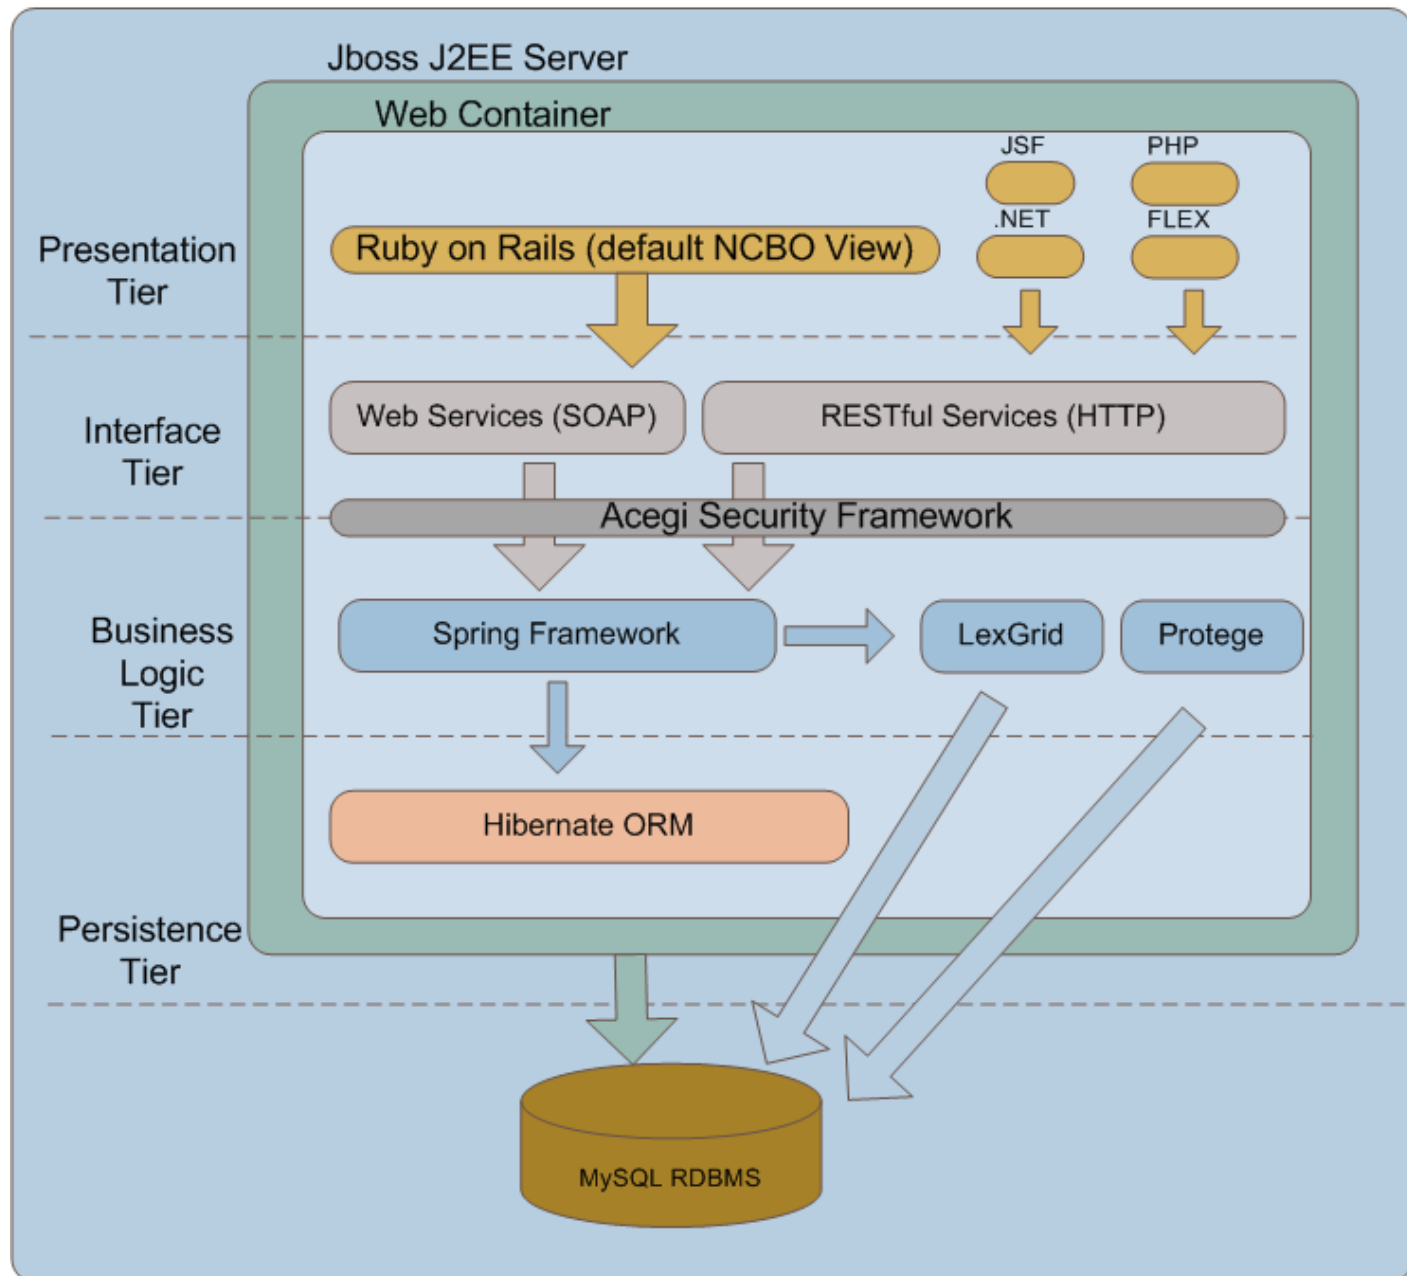 Jboss J2EE Server
Web Container
JSF
PHP
.NET
FLEX
Presentation
Tier
Ruby on Rails (default NCBO View)
Interface
Tier
Web Services (SOAP)
RESTful Services (HTTP)
Acegi Security Framework
Business
Logic
Tier
Spring Framework
LexGrid
Protege
Hibernate ORM
Persistence
Tier
MySQL RDBMS